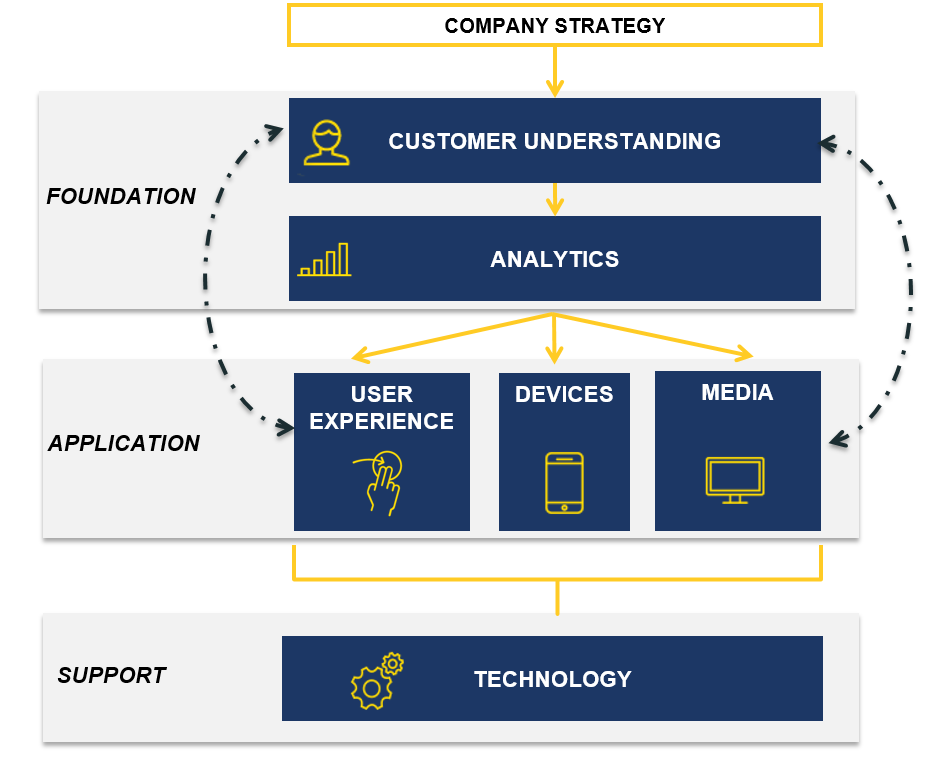 COMPANY STRATEGY
CUSTOMER UNDERSTANDING
FOUNDATION
ANALYTICS
USER
EXPERIENCE
DEVICES
MEDIA
APPLICATION
SUPPORT
TECHNOLOGY